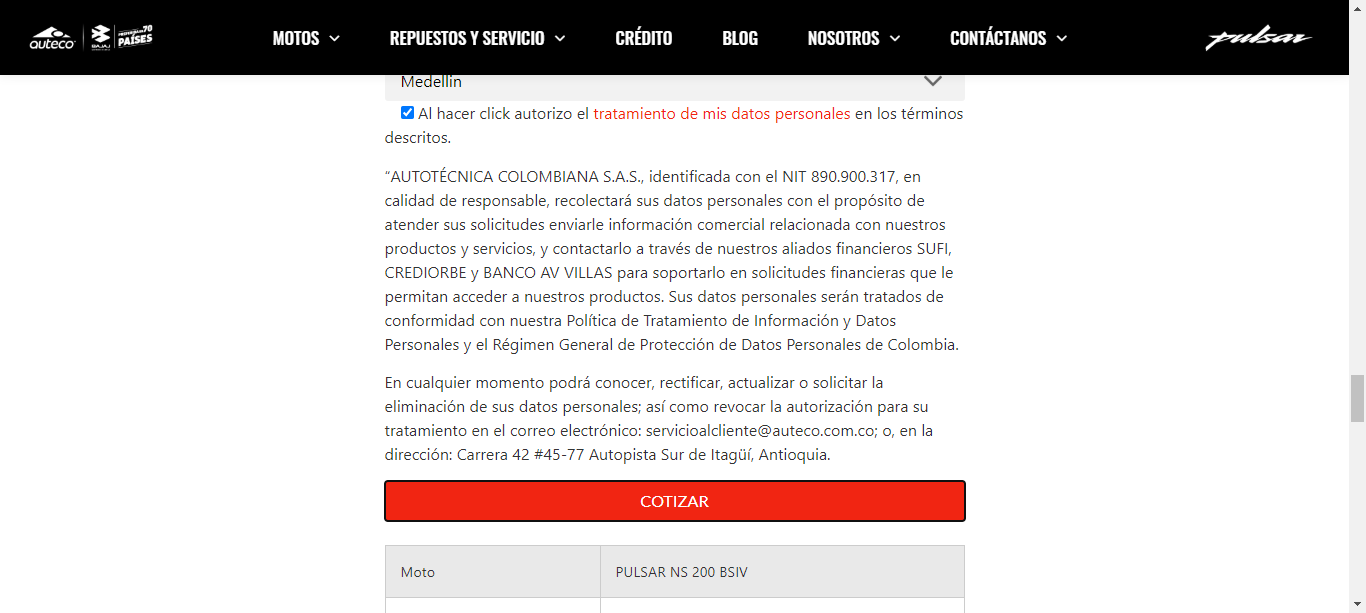 auteco
BAJAJ
70
PAÍSES
MOTOS
REPUESTOS Y SERVICIO
CRÉDITO
BLOG
NOSOTROS
CONTÁCTANOS
pulsar
Medellin
Al hacer click autorizo el tratamiento de mis datos personales en los términos
descritos.
“AUTOTÉCNICA COLOMBIANA S.A.S., identificada con el NIT 890.900.317, en
calidad de responsable, recolectará sus datos personales con el propósito de
atender sus solicitudes enviarle información comercial relacionada con nuestros
productos y servicios, y contactarlo a través de nuestros aliados financieros SUFI,
CREDIORBE y BANCO AV VILLAS para soportarlo en solicitudes financieras que le
permitan acceder a nuestros productos. Sus datos personales serán tratados de
conformidad con nuestra Política de Tratamiento de Información y Datos
Personales y el Régimen General de Protección de Datos Personales de Colombia.
En cualquier momento podrá conocer, rectificar, actualizar o solicitar la
eliminación de sus datos personales; así como revocar la autorización para su
tratamiento en el correo electrónico: servicioalcliente@auteco.com.co; o, en la
dirección: Carrera 42 #45-77 Autopista Sur de Itagüí, Antioquia.
COTIZAR
Moto
PULSAR NS 200 BSIV